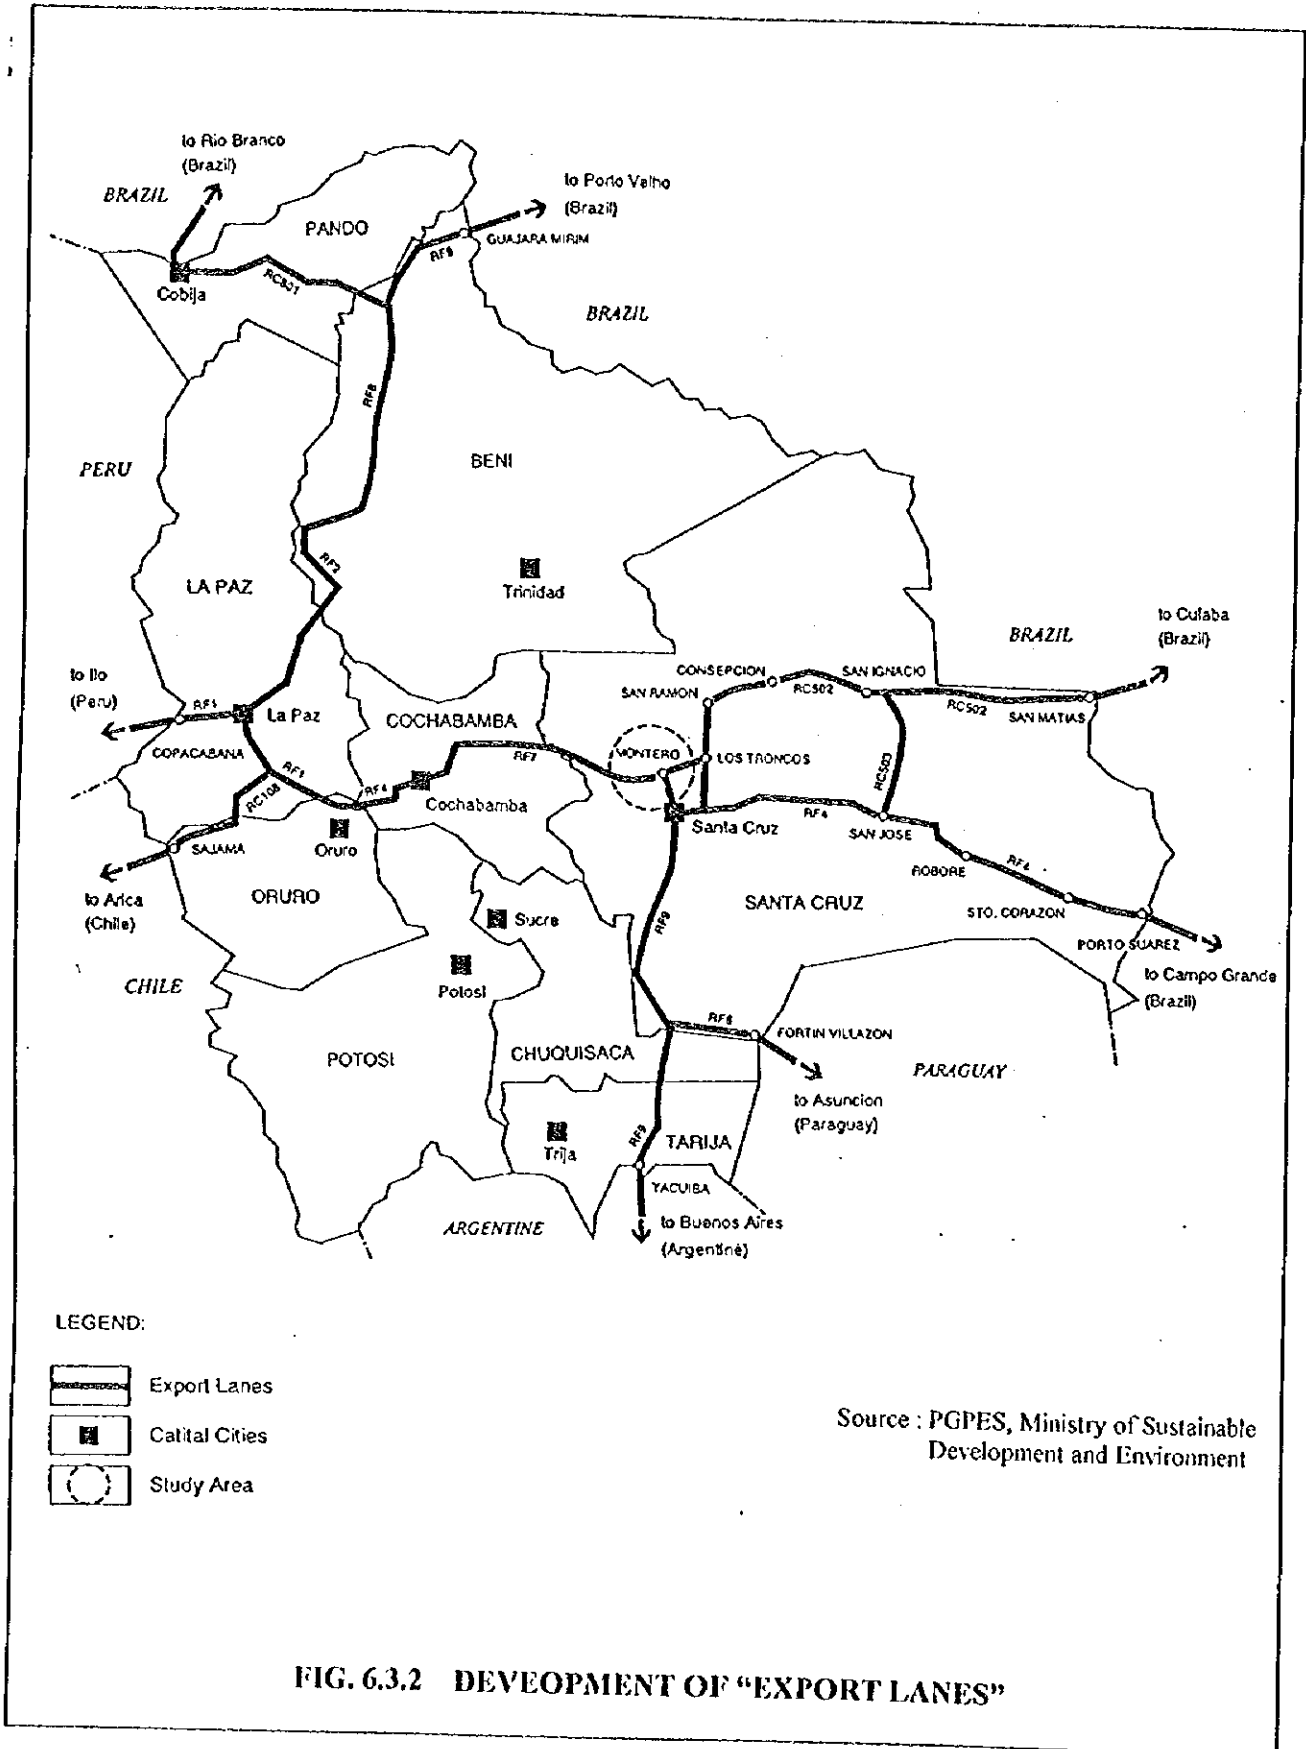 to Rio Branco
(Brazil)
BRAZIL
to Porto Velho
(Brazil)
PANDO
GUAJARA MIRIM
RF9
Cobija
RC801
BRAZIL
RF8
PERU
BENI
RF2
LA PAZ
Trinidad
to Cuiaba
(Brazil)
BRAZIL
to Ilo
(Peru)
RF1
La Paz
COPACABANA
COCHABAMBA
CONSEPCION
SAN IGNACIO
SAN RAMON
RC502
RC502
SAN MATIAS
MONTERO
LOS TRONCOS
RF7
RC503
RF1
RF4
RC108
Cochabamba
Santa Cruz
RF4
SAN JOSE
SAJAMA
Oruro
to Arica
(Chile)
ORURO
ROBORE
RF4
STO. CORAZON
SANTA CRUZ
RF9
Sucre
PORTO SUAREZ
to Campo Grande
(Brazil)
CHILE
Potosi
RF6
FORTIN VILLAZON
POTOSI
CHUQUISACA
PARAGUAY
to Asuncion
(Paraguay)
Trija
RF9
TARIJA
YACUIBA
ARGENTINE
to Buenos Aires
(Argentine)
LEGEND:
Export Lanes
Catital Cities
Study Area
Source : PGPES, Ministry of Sustainable
Development and Environment
FIG. 6.3.2 DEVEOPMENT OF “EXPORT LANES”